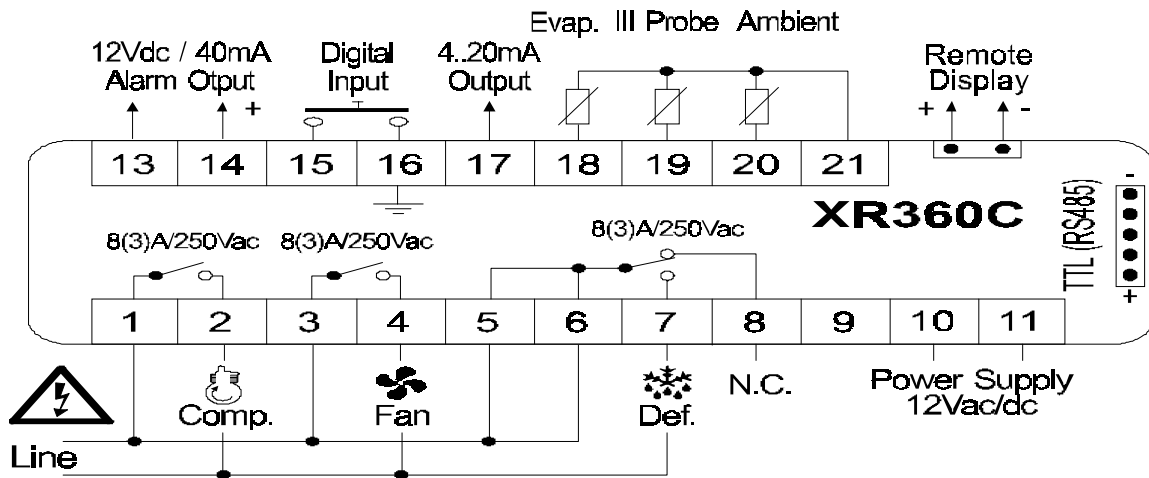 Evap. III Probe Ambient
12Vdc / 40mA
Alarm Otput
+
Digital
Input
4..20mA
Output
Remote
Display
+ -
13 14 15 16 17 18 19 20 21
XR360C
TTL (RS485)
-
+
8(3)A/250Vac 8(3)A/250Vac 8(3)A/250Vac
1 2 3 4 5 6 7 8 9 10 11
Comp.
Fan
Def.
N.C.
Power Supply
12Vac/dc
Line